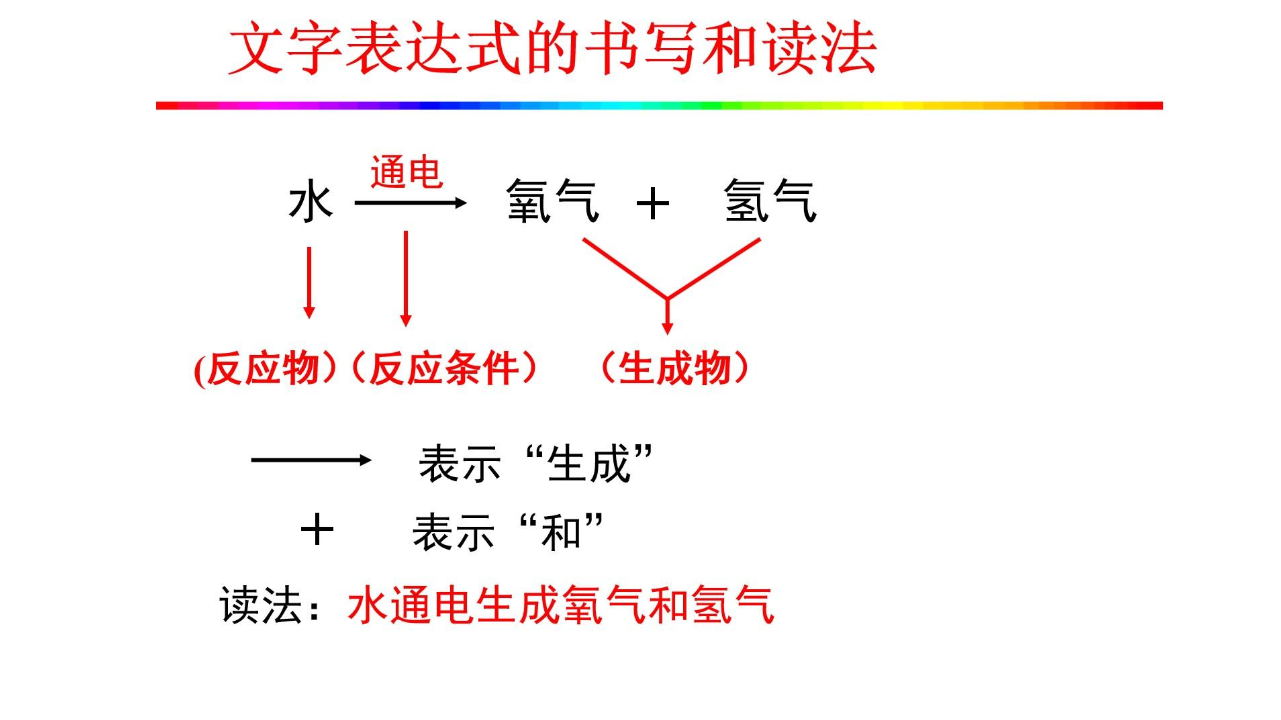 文字表达式的书写和读法
通电
水 → 氧气 + 氢气
(反应物)（反应条件） （生成物）
→ 表示“生成”
+ 表示“和”
读法：水通电生成氧气和氢气